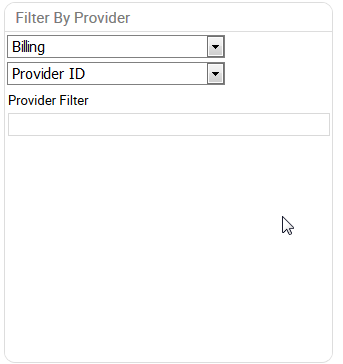 Filter By Provider
Billing
Provider ID
Provider Filter